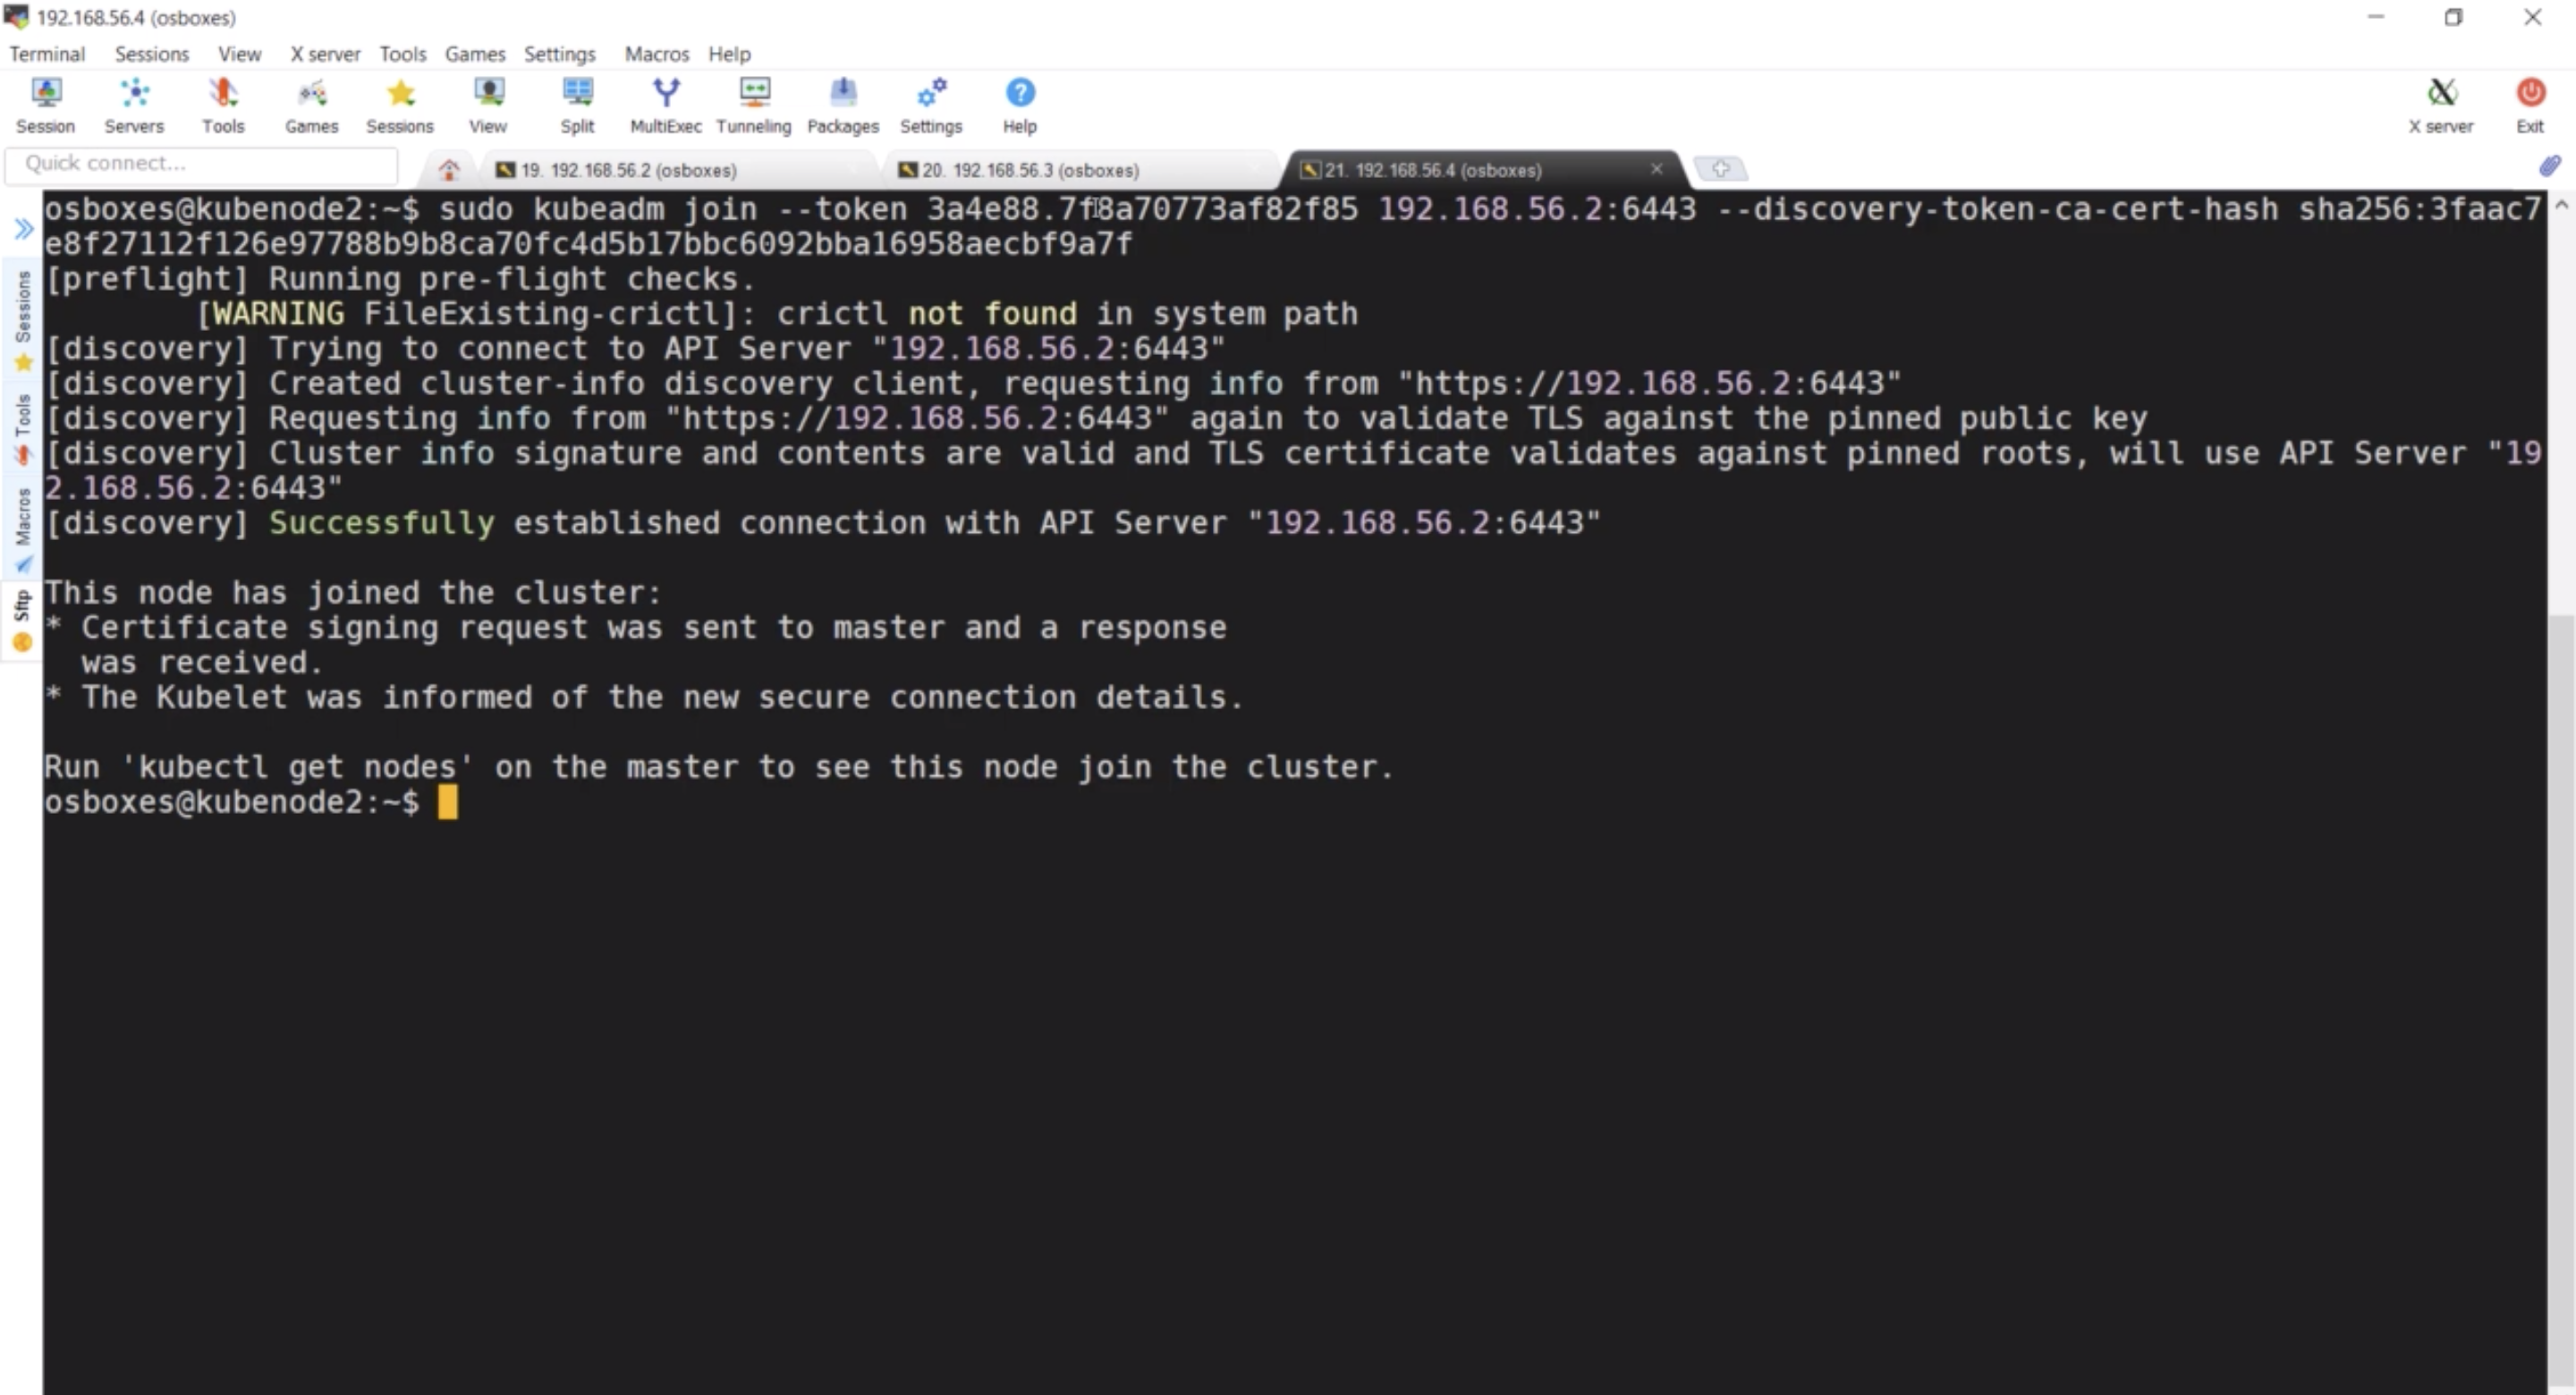 192.168.56.4 (osboxes)
Terminal Sessions View X server Tools Games Settings Macros Help
Session Servers Tools Games Sessions View Split MultiExec Tunneling Packages Settings Help X server Exit
Quick connect... 19. 192.168.56.2 (osboxes) 20. 192.168.56.3 (osboxes) 21. 192.168.56.4 (osboxes)
osboxes@kubenode2:~$ sudo kubeadm join --token 3a4e88.7f8a70773af82f85 192.168.56.2:6443 --discovery-token-ca-cert-hash sha256:3faac7
e8f27112f126e97788b9b8ca70fc4d5b17bbc6092bba16958aecbf9a7f
[preflight] Running pre-flight checks.
[WARNING FileExisting-crictl]: crictl not found in system path
[discovery] Trying to connect to API Server "192.168.56.2:6443"
[discovery] Created cluster-info discovery client, requesting info from "https://192.168.56.2:6443"
[discovery] Requesting info from "https://192.168.56.2:6443" again to validate TLS against the pinned public key
[discovery] Cluster info signature and contents are valid and TLS certificate validates against pinned roots, will use API Server "19
2.168.56.2:6443"
[discovery] Successfully established connection with API Server "192.168.56.2:6443"
This node has joined the cluster:
* Certificate signing request was sent to master and a response
was received.
* The Kubelet was informed of the new secure connection details.
Run 'kubectl get nodes' on the master to see this node join the cluster.
osboxes@kubenode2:~$
Sessions
Tools
Macros
Sftp